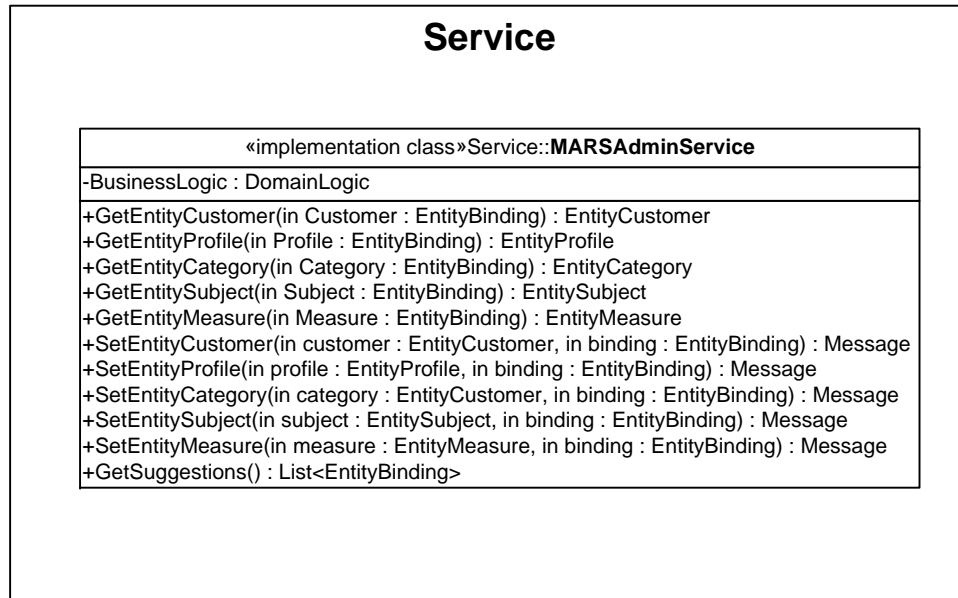 Service
«implementation class»Service::MARSAdminService
-BusinessLogic : DomainLogic
+GetEntityCustomer(in Customer : EntityBinding) : EntityCustomer
+GetEntityProfile(in Profile : EntityBinding) : EntityProfile
+GetEntityCategory(in Category : EntityBinding) : EntityCategory
+GetEntitySubject(in Subject : EntityBinding) : EntitySubject
+GetEntityMeasure(in Measure : EntityBinding) : EntityMeasure
+SetEntityCustomer(in customer : EntityCustomer, in binding : EntityBinding) : Message
+SetEntityProfile(in profile : EntityProfile, in binding : EntityBinding) : Message
+SetEntityCategory(in category : EntityCustomer, in binding : EntityBinding) : Message
+SetEntitySubject(in subject : EntitySubject, in binding : EntityBinding) : Message
+SetEntityMeasure(in measure : EntityMeasure, in binding : EntityBinding) : Message
+GetSuggestions() : List<EntityBinding>